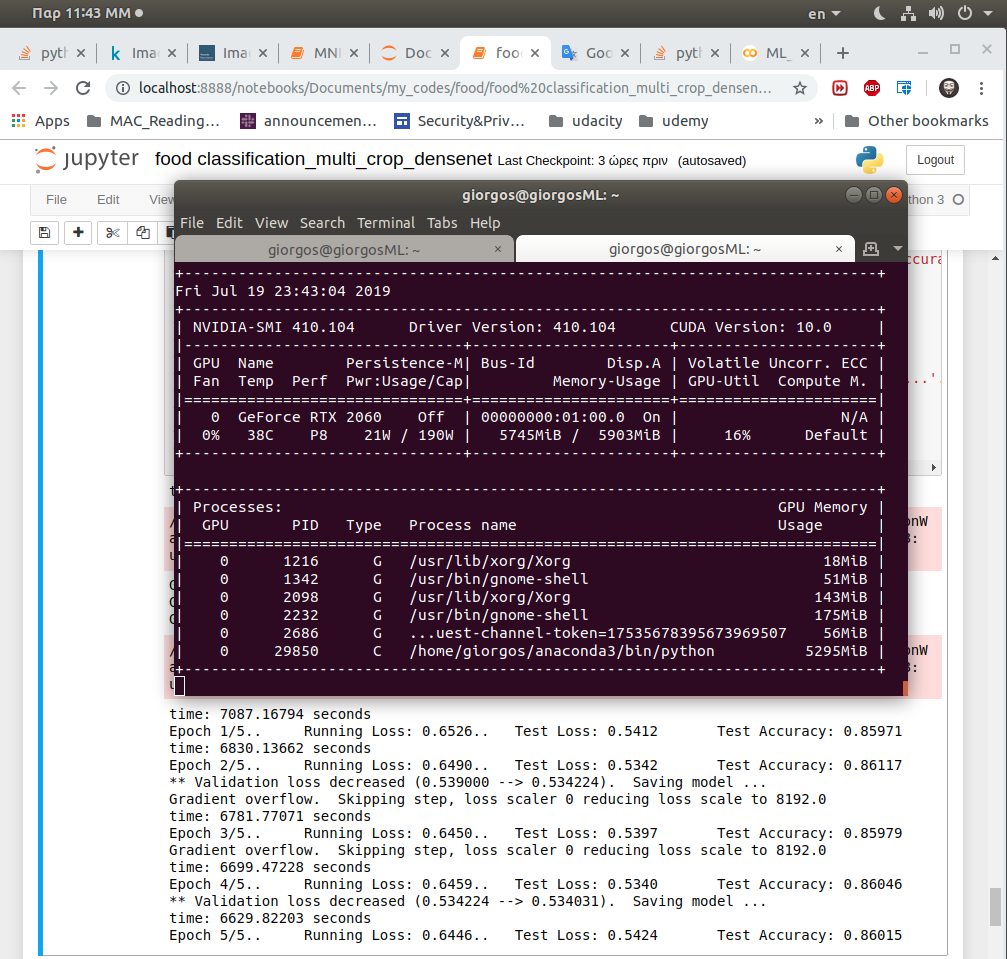 Παρ 11:43 ΜΜ
en
pyth
Ima
Ima
MNI
Doc
foo
Goo
pyth
ML_
localhost:8888/notebooks/Documents/my_codes/food/food%20classification_multi_crop_densen...
ABP
Apps
MAC_Reading...
announcemen...
Security&Priv...
udacity
udemy
»
Other bookmarks
jupyter
food classification_multi_crop_densenet
Last Checkpoint: 3 ώρες πριν
(autosaved)
Logout
File
Edit
View
thon 3
giorgos@giorgosML: ~
File Edit View Search Terminal Tabs Help
giorgos@giorgosML: ~
giorgos@giorgosML: ~
ccura
...'.
+-----------------------------------------------------------------------------+
Fri Jul 19 23:43:04 2019
+-----------------------------------------------------------------------------+
| NVIDIA-SMI 410.104      Driver Version: 410.104      CUDA Version: 10.0     |
|-------------------------------+----------------------+----------------------+
| GPU  Name        Persistence-M| Bus-Id        Disp.A | Volatile Uncorr. ECC |
| Fan  Temp  Perf  Pwr:Usage/Cap|         Memory-Usage | GPU-Util  Compute M. |
|===============================+======================+======================|
|   0  GeForce RTX 2060    Off  | 00000000:01:00.0  On |                  N/A |
|  0%   38C    P8    21W / 190W |   5745MiB /  5903MiB |     16%      Default |
+-------------------------------+----------------------+----------------------+
+-----------------------------------------------------------------------------+
| Processes:                                                       GPU Memory |
|  GPU       PID   Type   Process name                             Usage      |
|=============================================================================|
|    0      1216      G   /usr/lib/xorg/Xorg                            18MiB |
|    0      1342      G   /usr/bin/gnome-shell                          51MiB |
|    0      2098      G   /usr/lib/xorg/Xorg                           143MiB |
|    0      2232      G   /usr/bin/gnome-shell                         175MiB |
|    0      2686      G   ...uest-channel-token=17535678395673969507    56MiB |
|    0     29850      C   /home/giorgos/anaconda3/bin/python          5295MiB |
+-----------------------------------------------------------------------------+
onW
onW
time: 7087.16794 seconds
Epoch 1/5.. Running Loss: 0.6526.. Test Loss: 0.5412 Test Accuracy: 0.85971
time: 6830.13662 seconds
Epoch 2/5.. Running Loss: 0.6490.. Test Loss: 0.5342 Test Accuracy: 0.86117
** Validation loss decreased (0.539000 --> 0.534224). Saving model ...
Gradient overflow. Skipping step, loss scaler 0 reducing loss scale to 8192.0
time: 6781.77071 seconds
Epoch 3/5.. Running Loss: 0.6450.. Test Loss: 0.5397 Test Accuracy: 0.85979
Gradient overflow. Skipping step, loss scaler 0 reducing loss scale to 8192.0
time: 6699.47228 seconds
Epoch 4/5.. Running Loss: 0.6459.. Test Loss: 0.5340 Test Accuracy: 0.86046
** Validation loss decreased (0.534224 --> 0.534031). Saving model ...
time: 6629.82203 seconds
Epoch 5/5.. Running Loss: 0.6446.. Test Loss: 0.5424 Test Accuracy: 0.86015